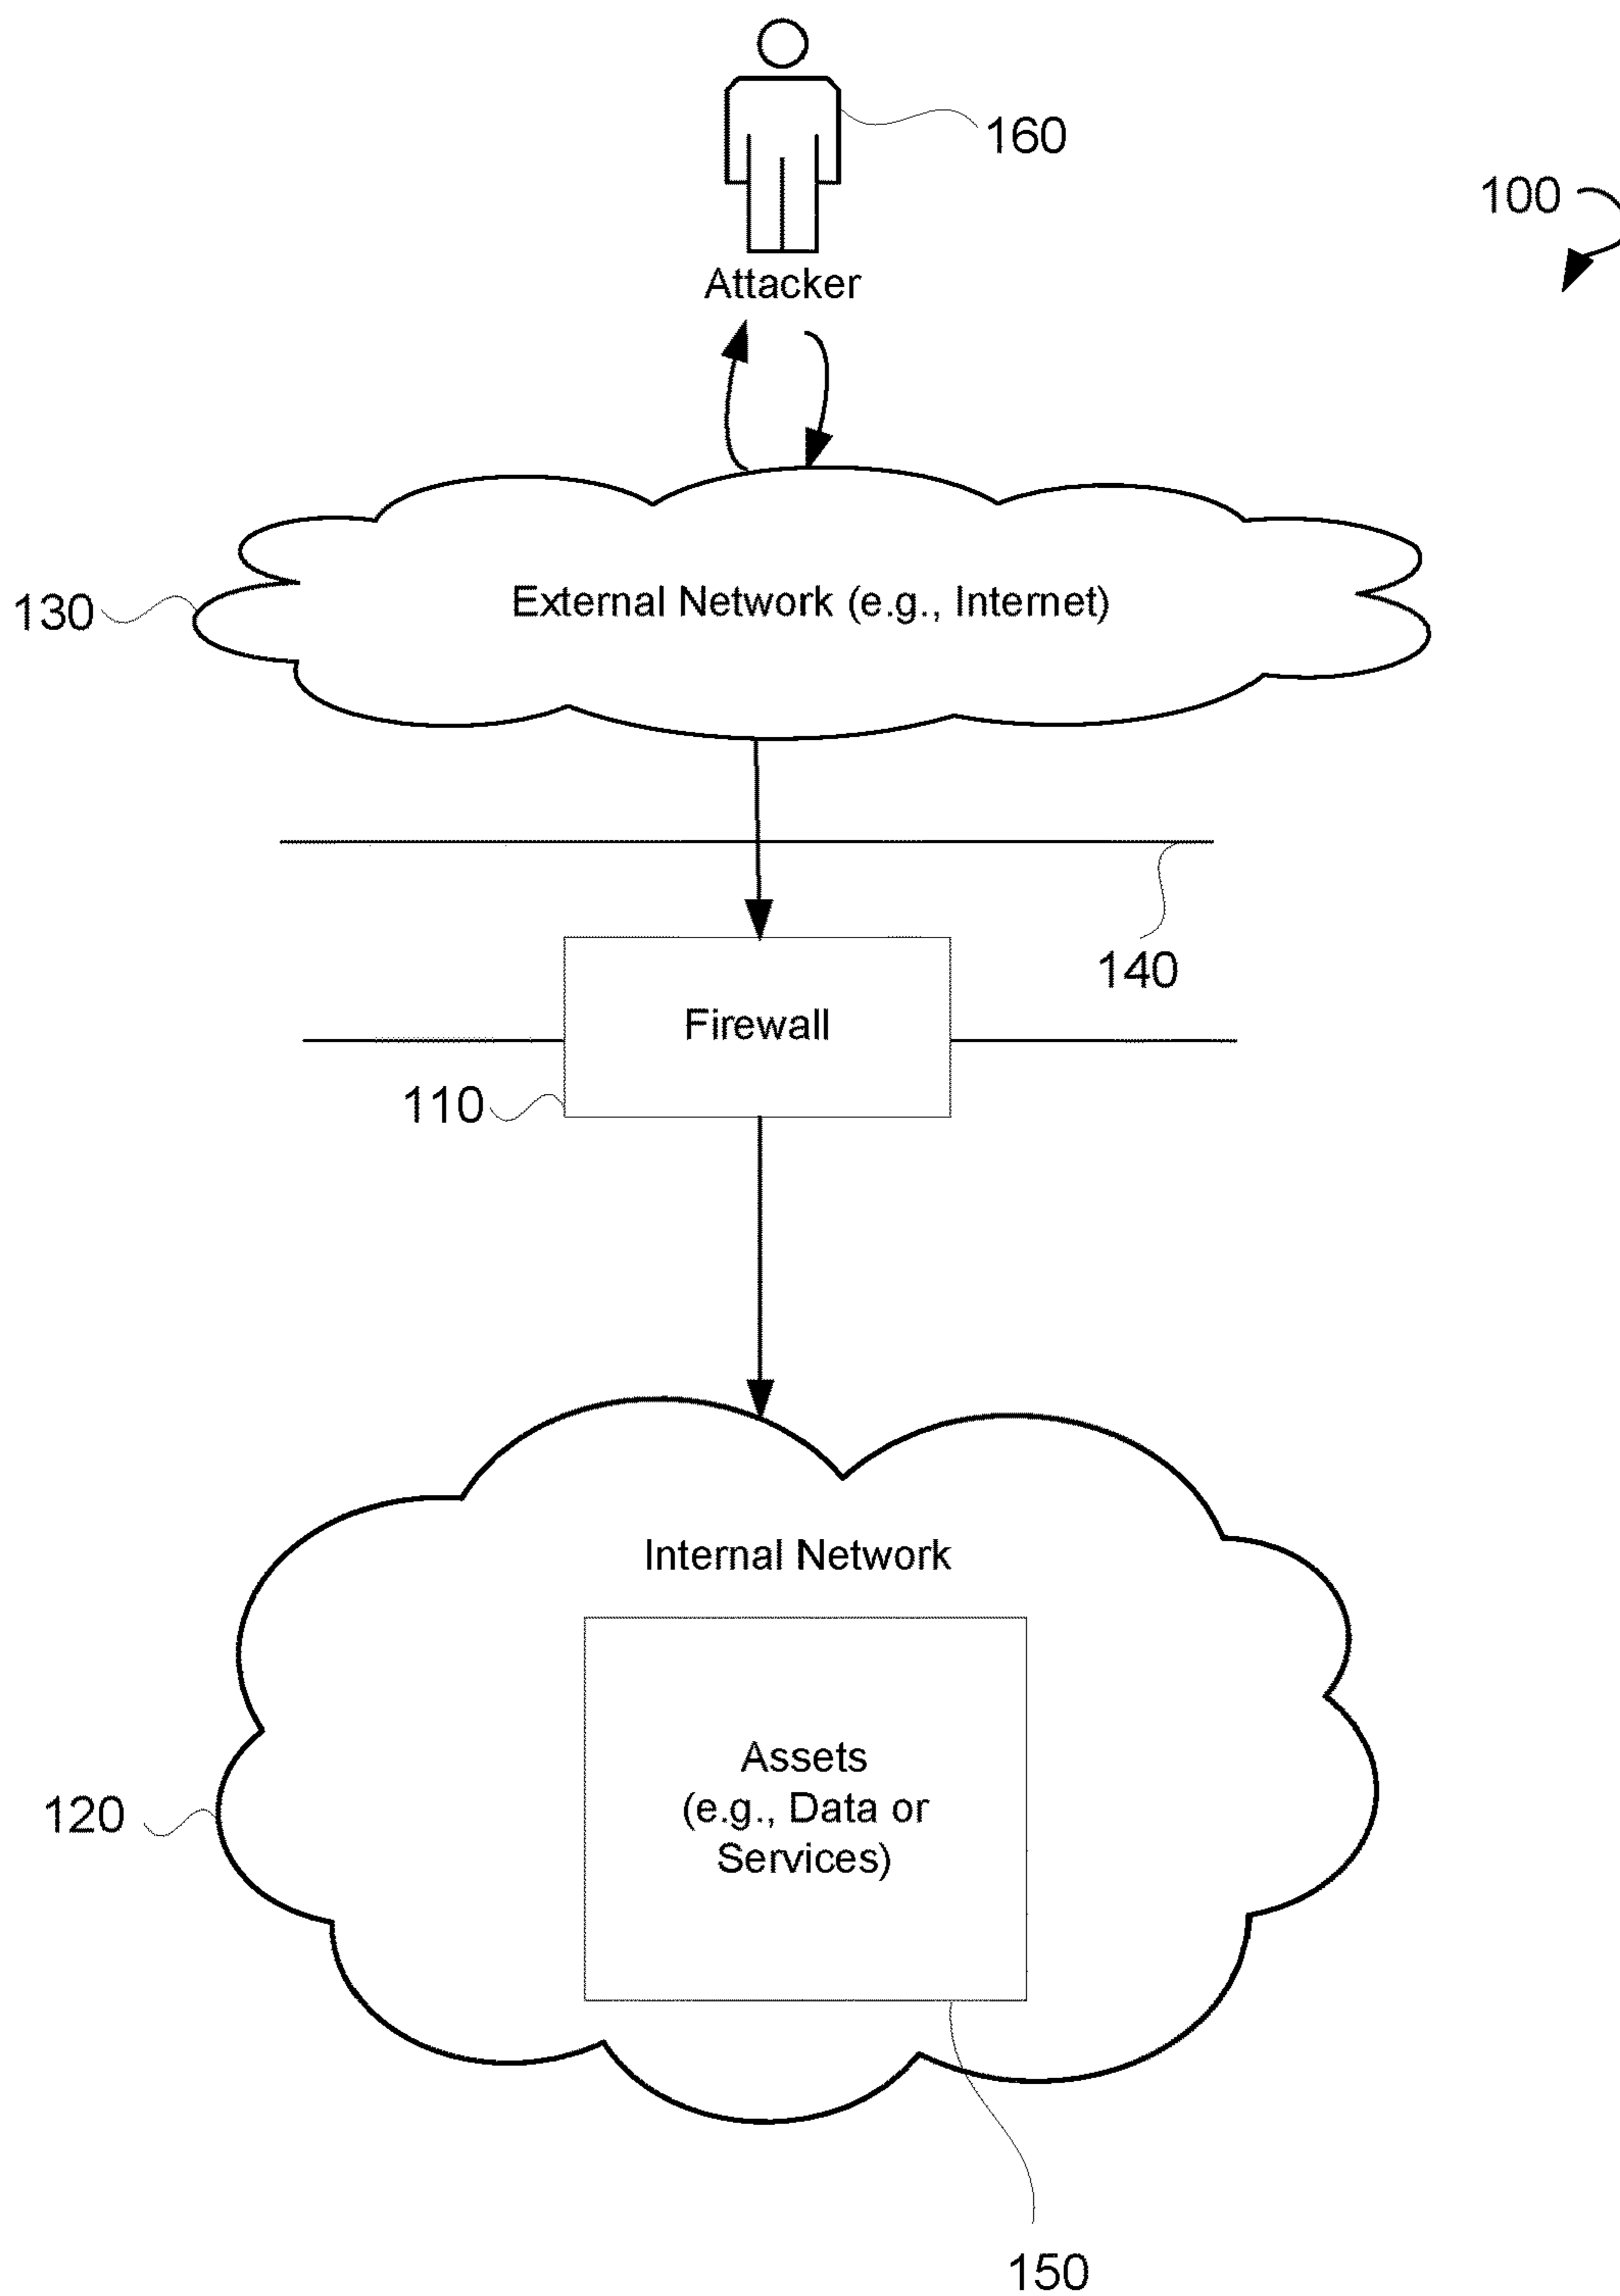 160
100
Attacker
130
External Network (e.g., Internet)
140
Firewall
110
Internal Network
Assets
(e.g., Data or
Services)
120
150